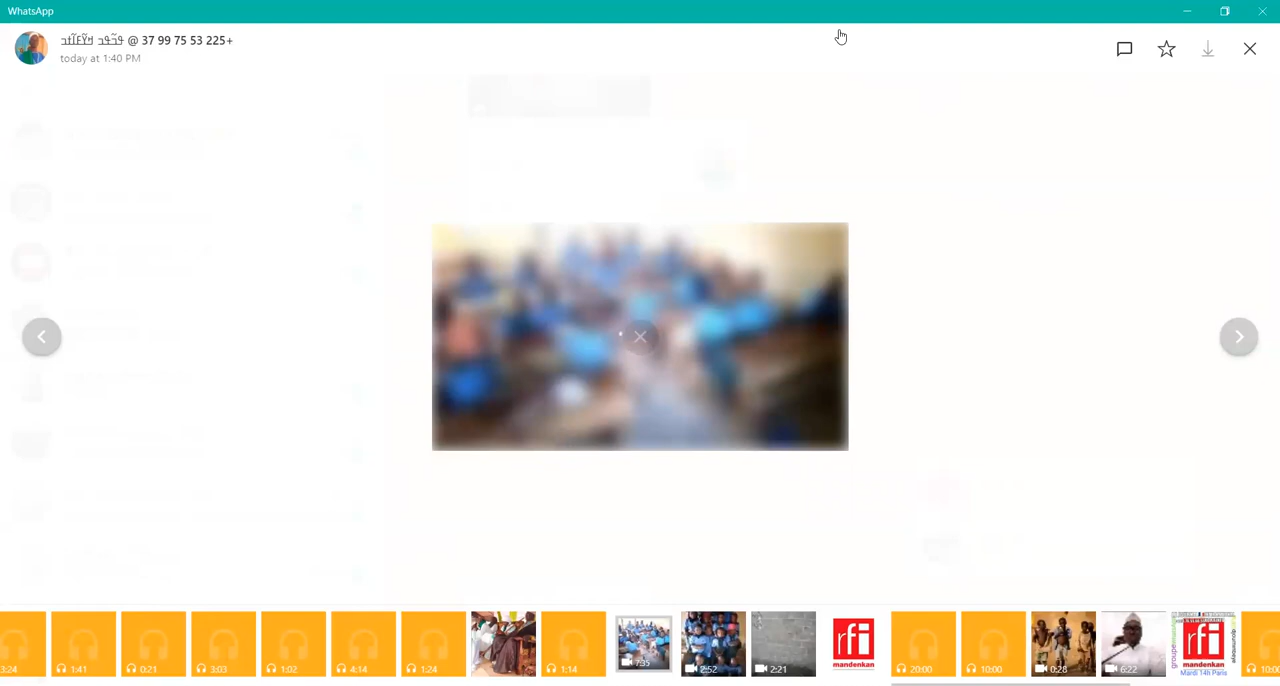 WhatsApp
@ 37 99 75 53 225+
today at 1:40 PM
3:24
1:41
0:21
3:03
1:02
4:14
1:24
1:14
7:35
2:52
2:21
rfi
mandenkan
20:00
10:00
0:28
6:22
rfi
mandenkan
Mardi 14h Paris